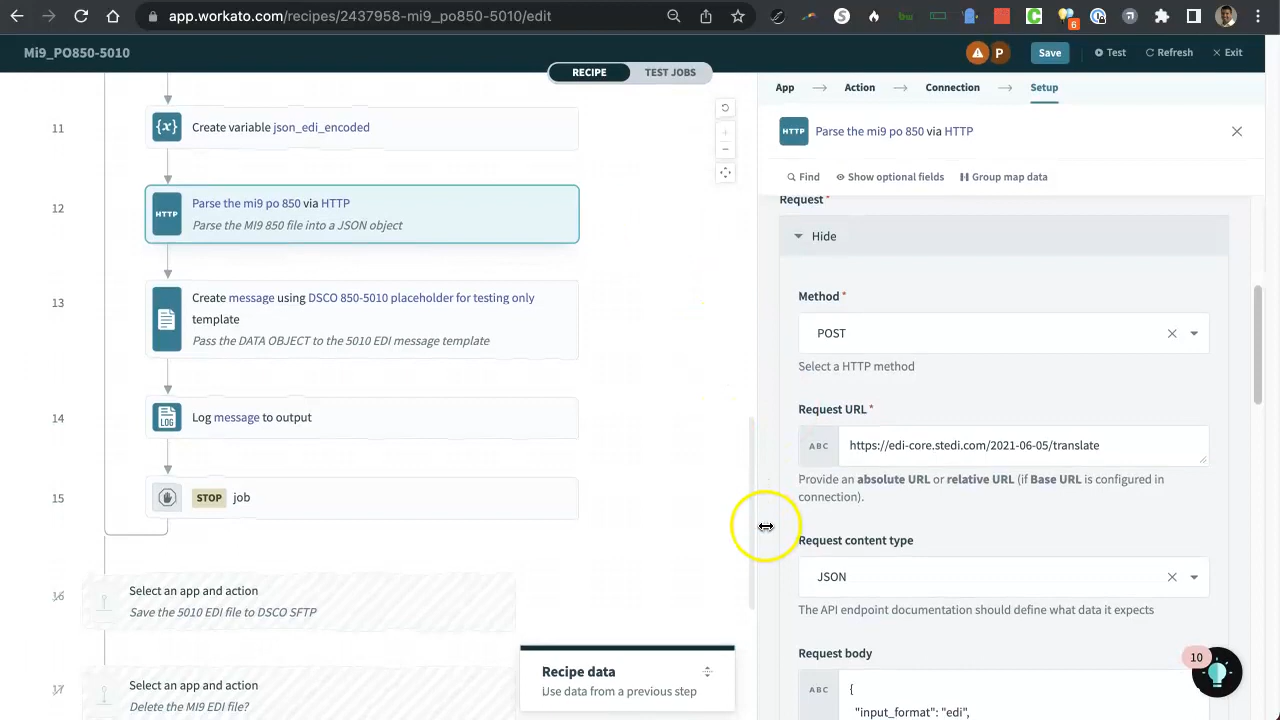 app.workato.com/recipes/2437958-mi9_po850-5010/edit
6
Mi9_PO850-5010
P
Save
Test
Refresh
Exit
RECIPE
TEST JOBS
App
Action
Connection
Setup
11
{x}
Create variable json_edi_encoded
12
HTTP
Parse the mi9 po 850 via HTTP
Parse the MI9 850 file into a JSON object
13
Create message using DSCO 850-5010 placeholder for testing only
template
Pass the DATA OBJECT to the 5010 EDI message template
14
LOG
Log message to output
15
STOP job
16
Select an app and action
Save the 5010 EDI file to DSCO SFTP
17
Select an app and action
Delete the MI9 EDI file?
Recipe data
Use data from a previous step
HTTP
Parse the mi9 po 850 via HTTP
Find
Show optional fields
Group map data
Request *
Hide
Method *
POST
Select a HTTP method
Request URL *
ABC
https://edi-core.stedi.com/2021-06-05/translate
Provide an absolute URL or relative URL (if Base URL is configured in
connection).
Request content type
JSON
The API endpoint documentation should define what data it expects
Request body
ABC
{
"input_format": "edi",
10